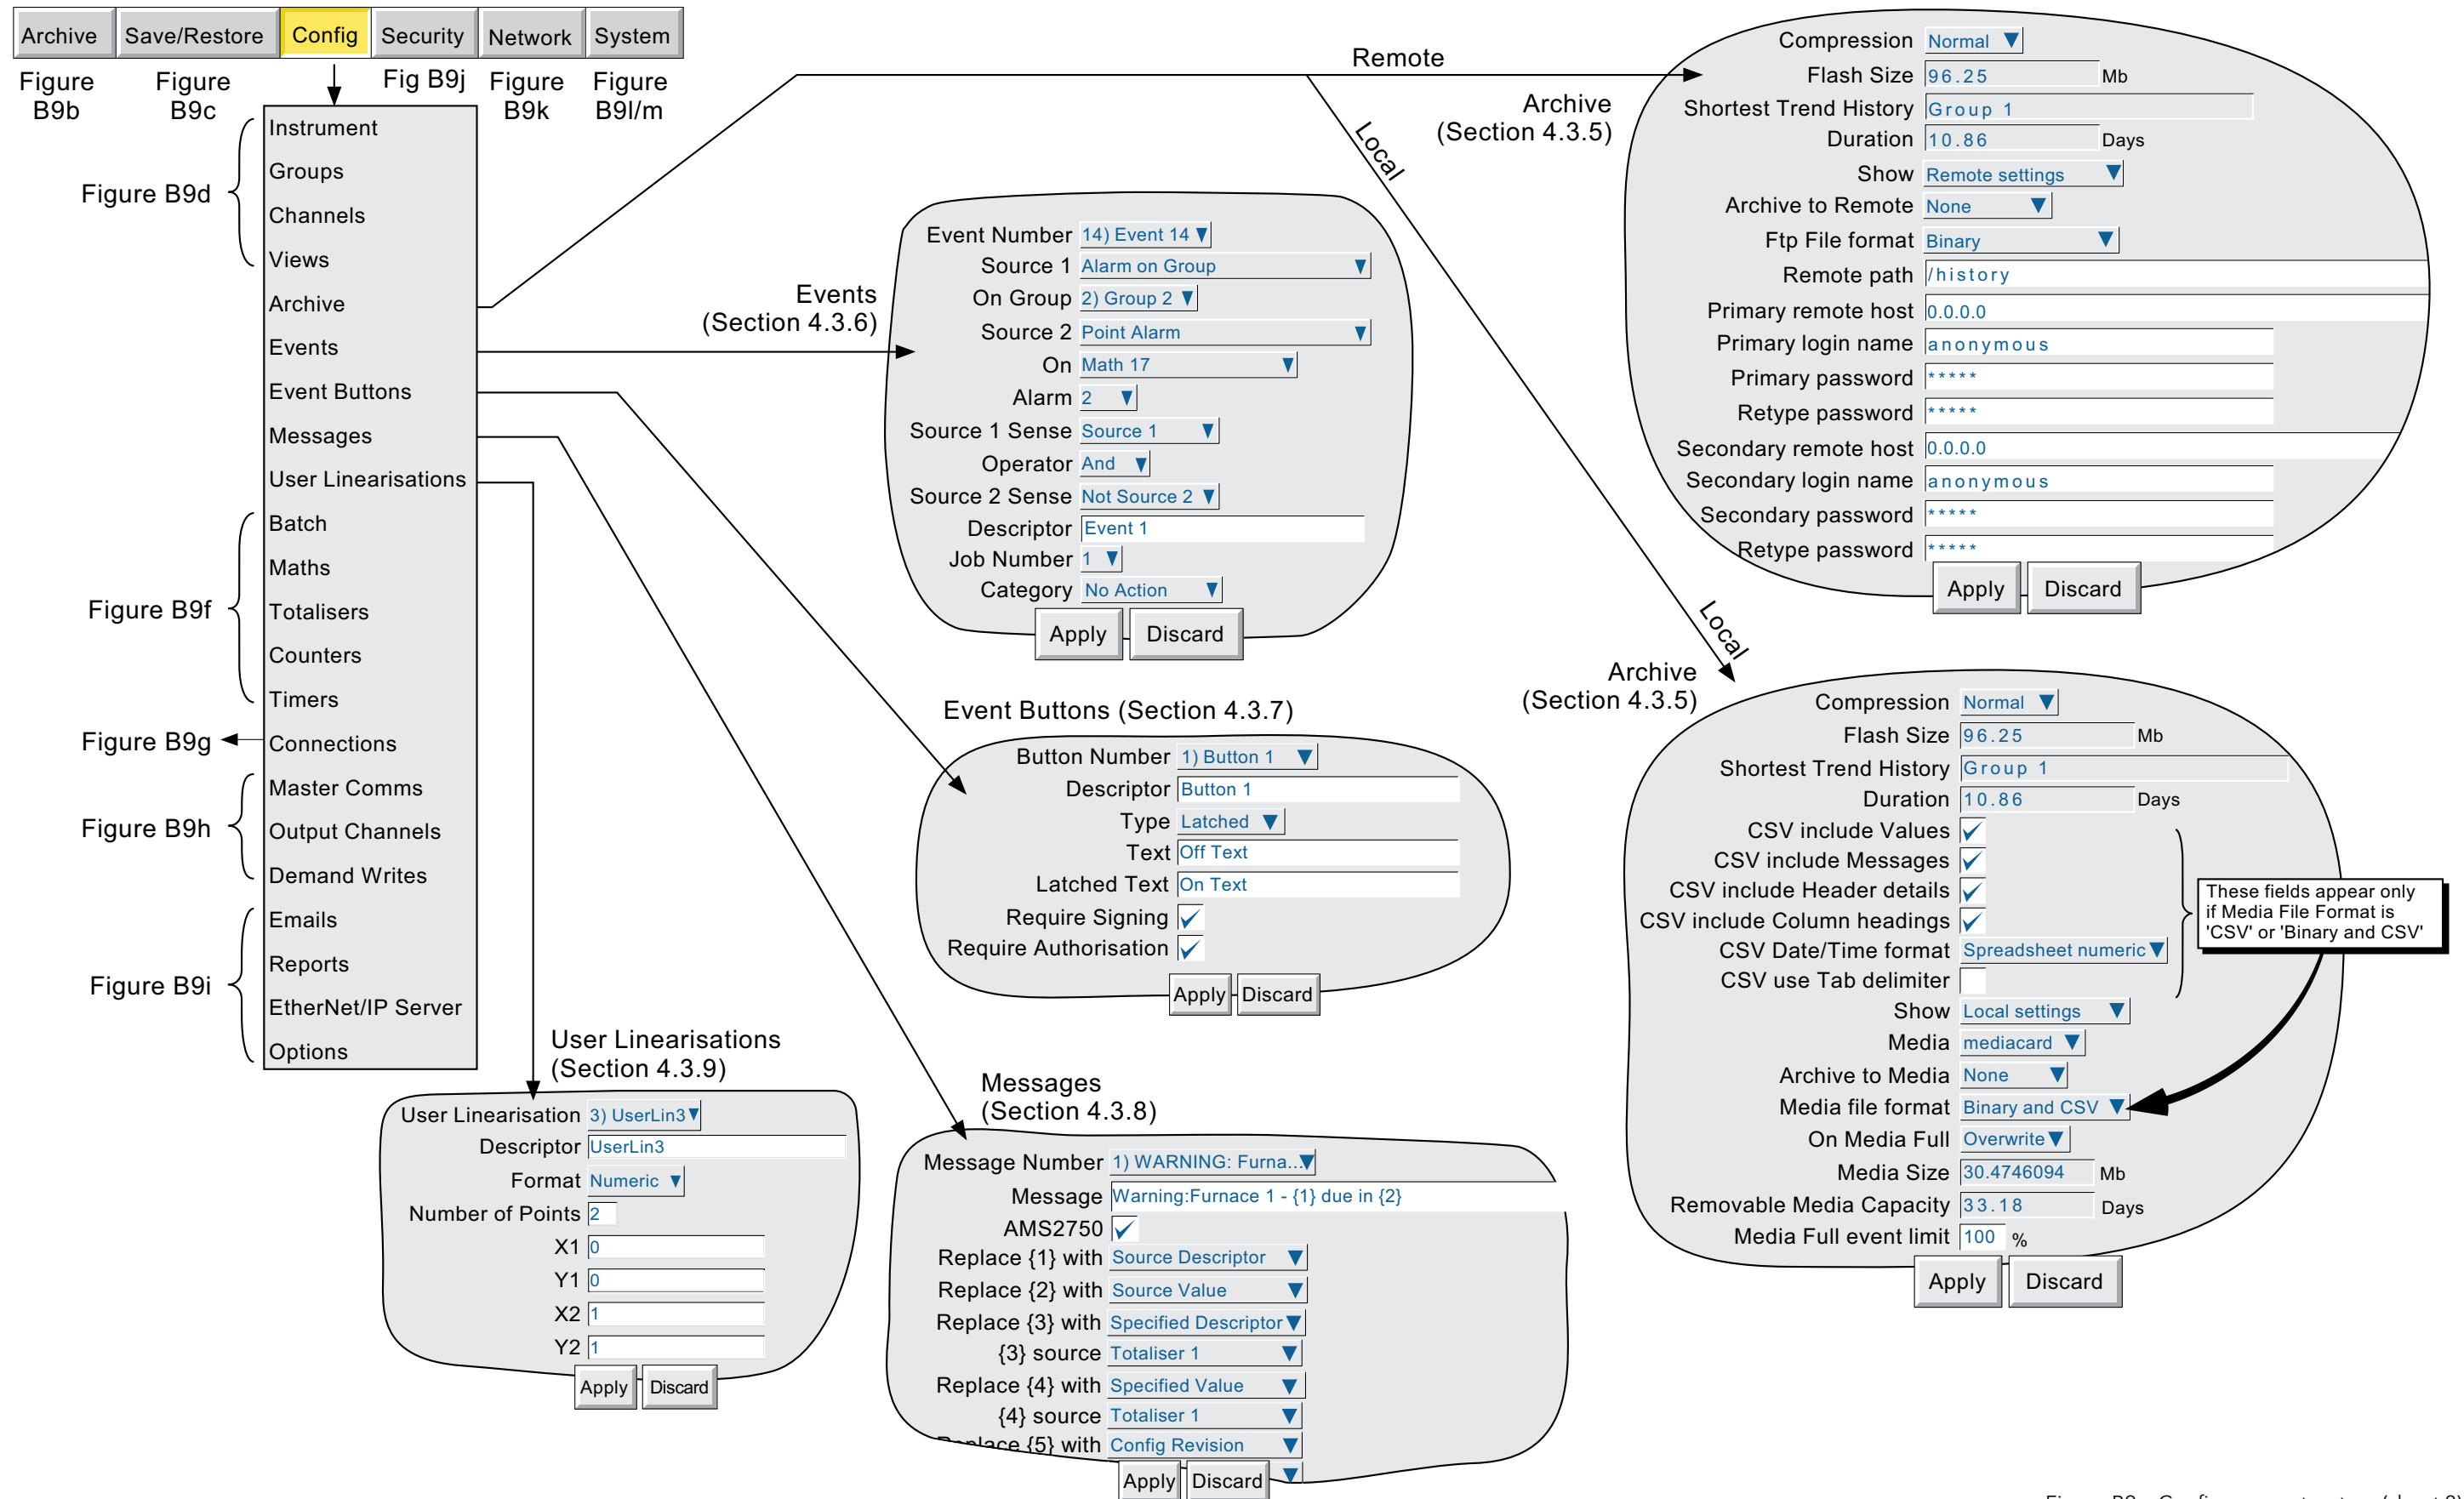 Archive Save/Restore Config Security Network System
Figure B9b
Figure B9c
Fig B9j
Figure B9k
Figure B9l/m
Instrument
Groups
Channels
Views
Archive
Events
Event Buttons
Messages
User Linearisations
Batch
Maths
Totalisers
Counters
Timers
Connections
Master Comms
Output Channels
Demand Writes
Emails
Reports
EtherNet/IP Server
Options
Figure B9d
Figure B9f
Figure B9g
Figure B9h
Figure B9i
Remote
Local
Local
Archive
(Section 4.3.5)
Compression Normal
Flash Size 96.25 Mb
Shortest Trend History Group 1
Duration 10.86 Days
Show Remote settings
Archive to Remote None
Ftp File format Binary
Remote path /history
Primary remote host 0.0.0.0
Primary login name anonymous
Primary password *****
Retype password *****
Secondary remote host 0.0.0.0
Secondary login name anonymous
Secondary password *****
Retype password *****
Apply Discard
Events
(Section 4.3.6)
Event Number 14) Event 14
Source 1 Alarm on Group
On Group 2) Group 2
Source 2 Point Alarm
On Math 17
Alarm 2
Source 1 Sense Source 1
Operator And
Source 2 Sense Not Source 2
Descriptor Event 1
Job Number 1
Category No Action
Apply Discard
Event Buttons (Section 4.3.7)
Button Number 1) Button 1
Descriptor Button 1
Type Latched
Text Off Text
Latched Text On Text
Require Signing
Require Authorisation
Apply Discard
Archive
(Section 4.3.5)
Compression Normal
Flash Size 96.25 Mb
Shortest Trend History Group 1
Duration 10.86 Days
CSV include Values
CSV include Messages
CSV include Header details
CSV include Column headings
CSV Date/Time format Spreadsheet numeric
CSV use Tab delimiter
Show Local settings
Media mediacard
Archive to Media None
Media file format Binary and CSV
On Media Full Overwrite
Media Size 30.4746094 Mb
Removable Media Capacity 33.18 Days
Media Full event limit 100 %
Apply Discard
These fields appear only
if Media File Format is
'CSV' or 'Binary and CSV'
User Linearisations
(Section 4.3.9)
User Linearisation 3) UserLin3
Descriptor UserLin3
Format Numeric
Number of Points 2
X1 0
Y1 0
X2 1
Y2 1
Apply Discard
Messages
(Section 4.3.8)
Message Number 1) WARNING: Furna...
Message Warning:Furnace 1 - {1} due in {2}
AMS2750
Replace {1} with Source Descriptor
Replace {2} with Source Value
Replace {3} with Specified Descriptor
{3} source Totaliser 1
Replace {4} with Specified Value
{4} source Totaliser 1
Replace {5} with Config Revision
Apply Discard